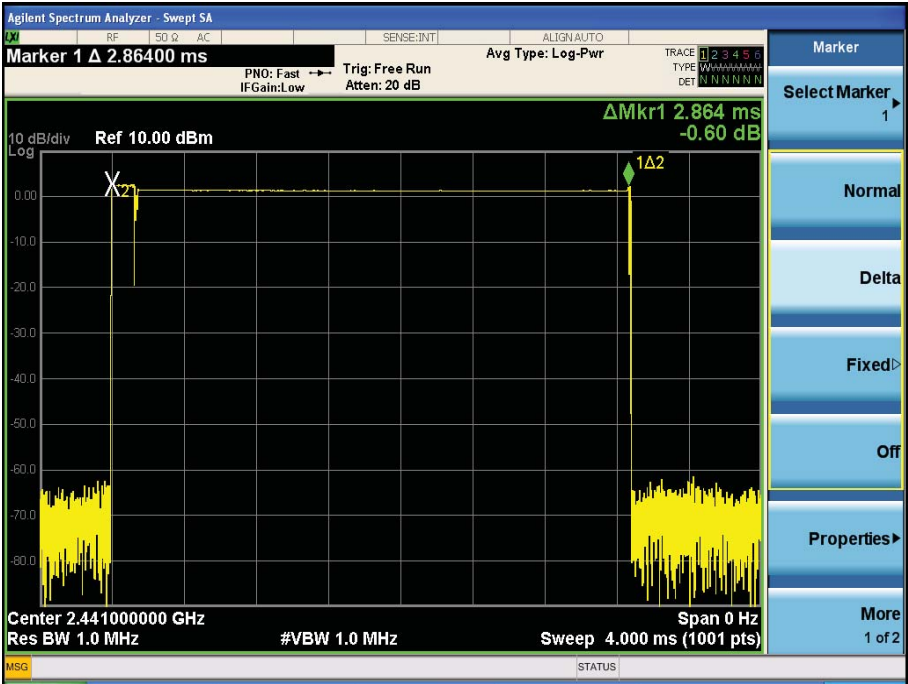 Agilent Spectrum Analyzer - Swept SA
LXI RF 50 Ω AC SENSE:INT ALIGNAUTO
Marker 1 Δ 2.86400 ms
PNO: Fast
IFGain:Low
Trig: Free Run
Atten: 20 dB
Avg Type: Log-Pwr
TRACE 1 2 3 4 5 6
TYPE
DET N N N N N N
ΔMkr1 2.864 ms
-0.60 dB
10 dB/div Ref 10.00 dBm
Log
0.00
-10.0
-20.0
-30.0
-40.0
-50.0
-60.0
-70.0
-80.0
2
1Δ2
Center 2.441000000 GHz
Span 0 Hz
Res BW 1.0 MHz
#VBW 1.0 MHz
Sweep 4.000 ms (1001 pts)
MSG
STATUS
Marker
Select Marker
1
Normal
Delta
Fixed
Off
Properties
More
1 of 2